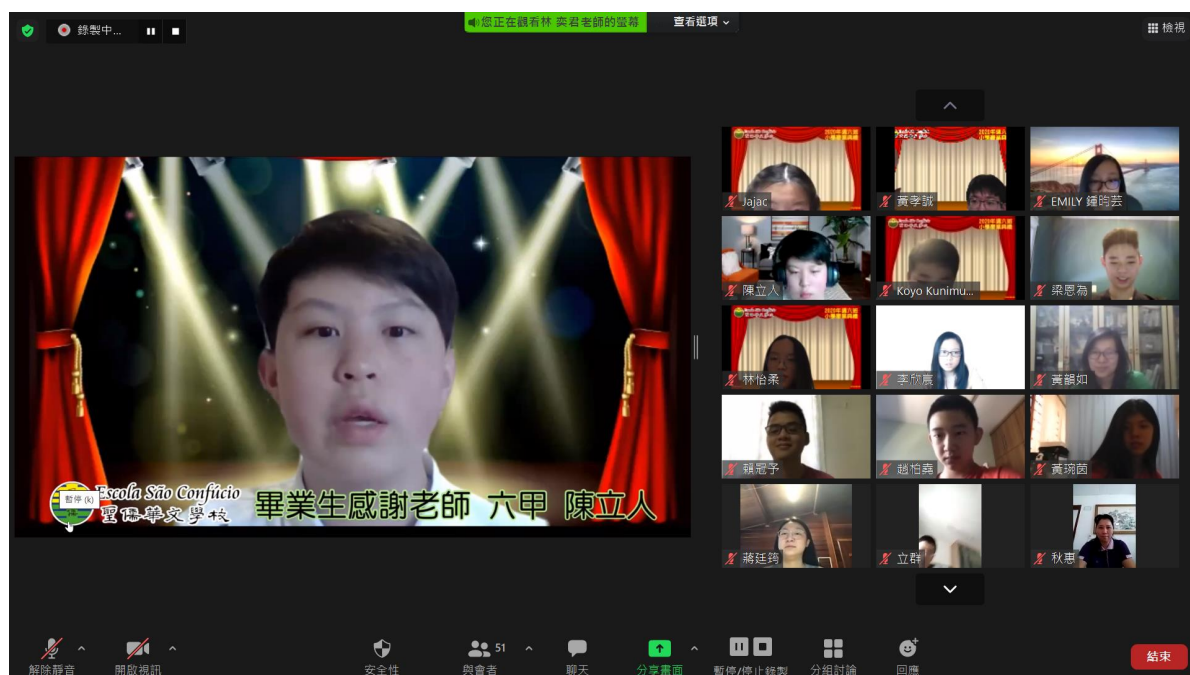 錄製中...
您正在觀看林 奕君老師的螢幕
查看選項
檢視
Jajac
黃孝誠
EMILY 鍾昀芸
陳立人
Koyo Kunimu...
梁恩為
林怡柔
李欣宸
黃韻如
賴冠予
趙柏堯
黃琬茵
蔣廷筠
立群
秋惠
暫停 (k)
Escola São Confúcio
聖儒華文學校
畢業生感謝老師 六甲 陳立人
解除靜音
開啟視訊
安全性
51
與會者
聊天
分享畫面
暫停/停止錄製
分組討論
回應
結束